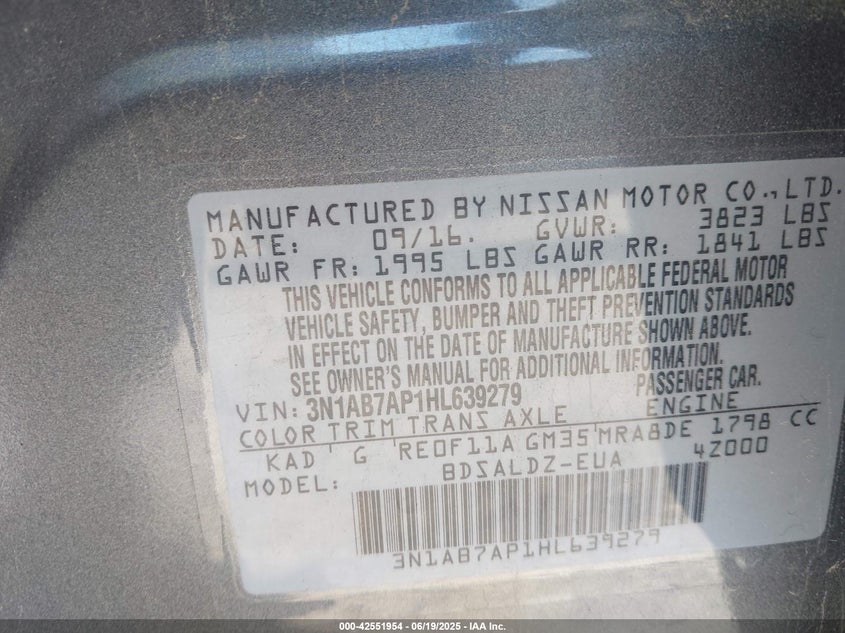 MANUFACTURED BY NISSAN MOTOR CO.,LTD.
DATE: 09/16. GVWR: 3823 LBS
GAWR FR: 1995 LBS GAWR RR: 1841 LBS
THIS VEHICLE CONFORMS TO ALL APPLICABLE FEDERAL MOTOR
VEHICLE SAFETY, BUMPER AND THEFT PREVENTION STANDARDS
IN EFFECT ON THE DATE OF MANUFACTURE SHOWN ABOVE.
SEE OWNER'S MANUAL FOR ADDITIONAL INFORMATION.
VIN: 3N1AB7AP1HL639279 PASSENGER CAR.
COLOR TRIM TRANS AXLE ENGINE
KAD G RE0F11A GM35 MRA8DE 1798 CC
MODEL: BDSALDZ-EUA 4Z000
3N1AB7AP1HL639279
000-42551954 - 06/19/2025 - IAA Inc.